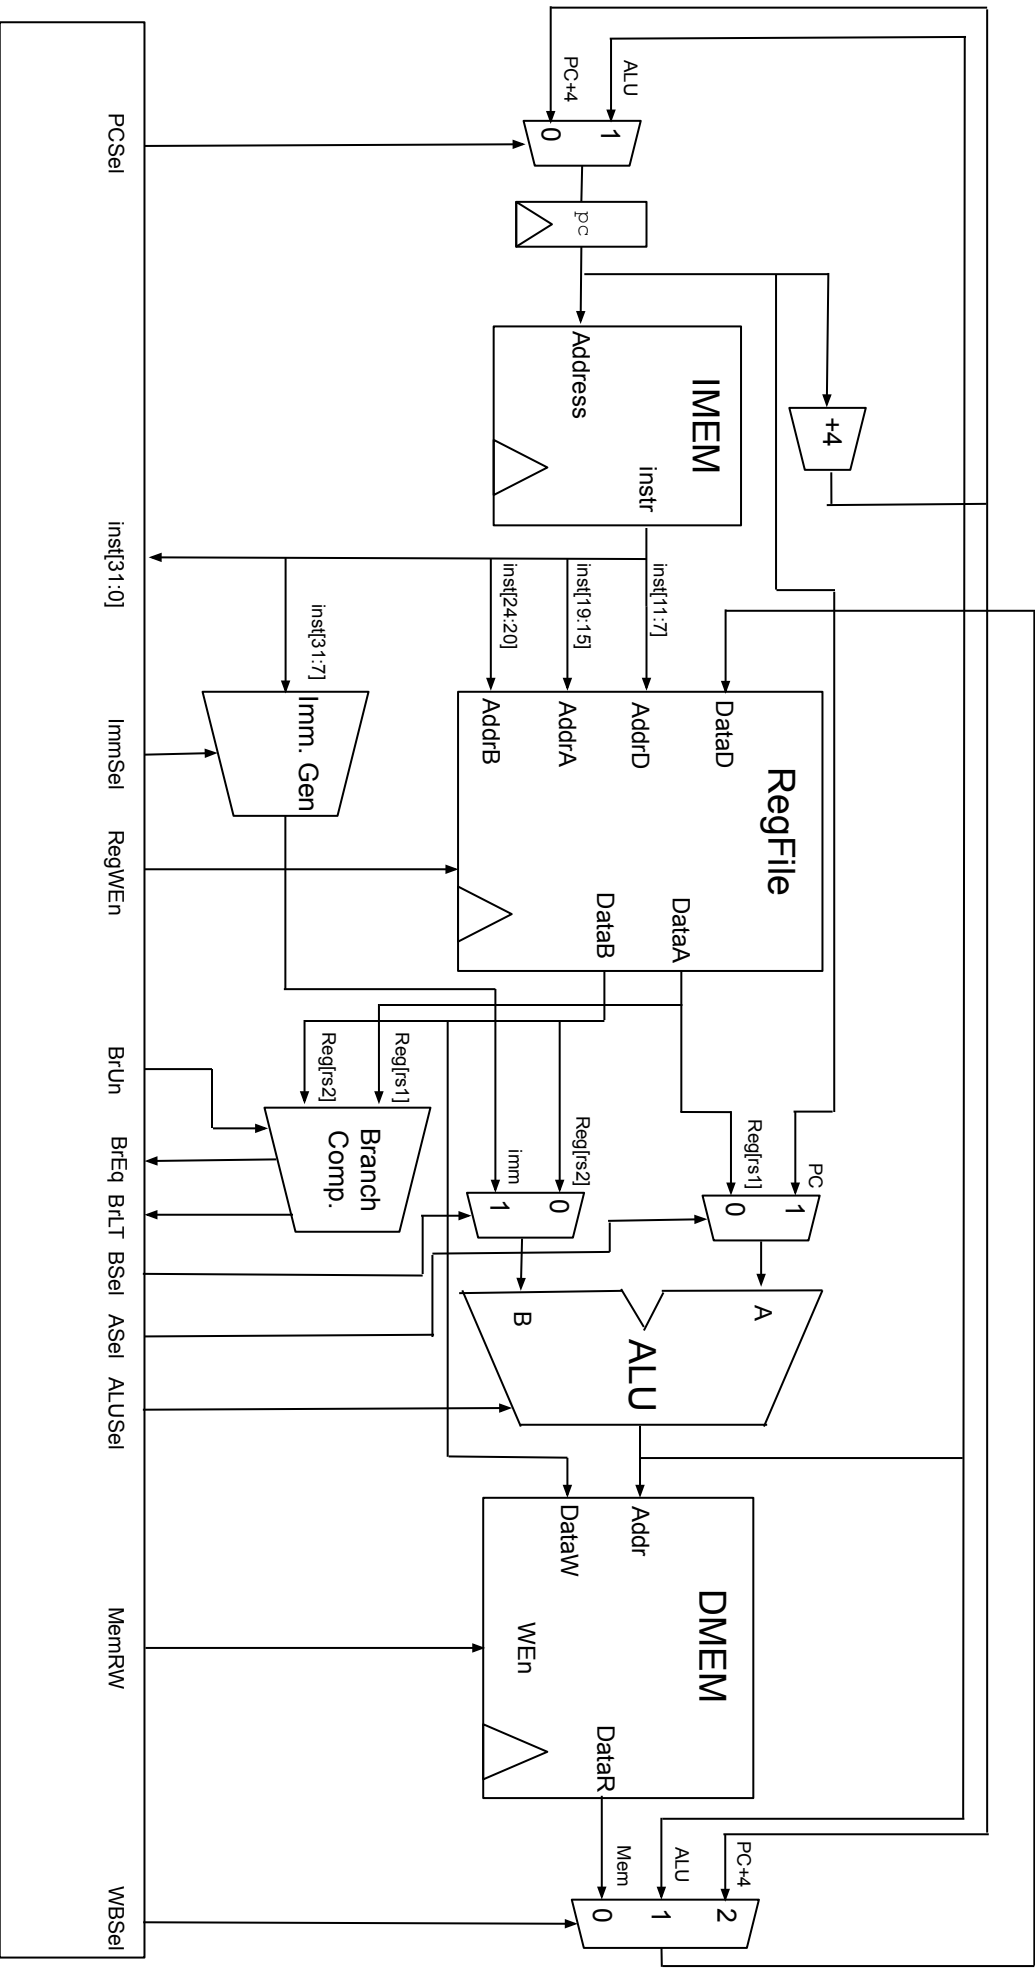 PC+4
ALU
1
0
pc
+4
IMEM
Address
instr
inst[11:7]
inst[19:15]
inst[24:20]
inst[31:7]
RegFile
DataD
AddrD
AddrA
AddrB
DataA
DataB
Imm. Gen
Reg[rs1]
Reg[rs2]
Branch
Comp.
PC
Reg[rs1]
1
0
Reg[rs2]
imm
0
1
A
B
ALU
DMEM
Addr
DataW
WEn
DataR
PC+4
ALU
Mem
2
1
0
PCSel
inst[31:0]
ImmSel
RegWEn
BrUn
BrEq
BrLT
BSel
ASel
ALUSel
MemRW
WBSel